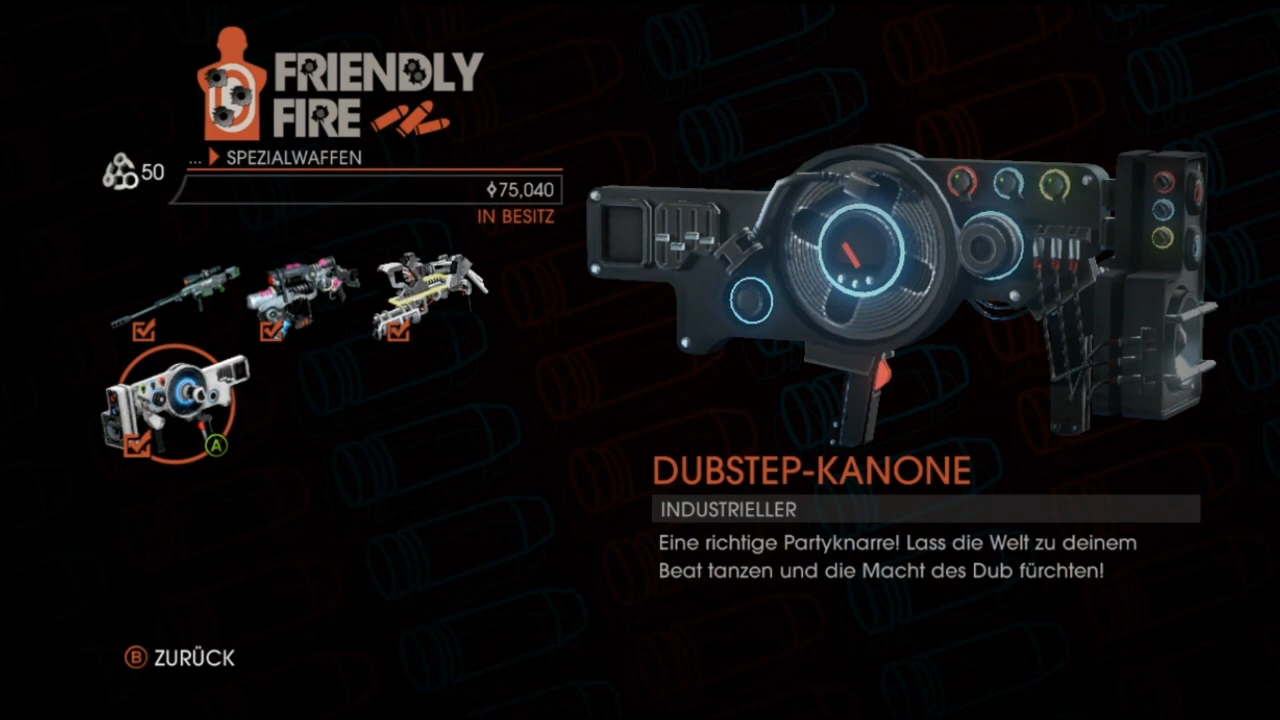 FRIENDLY
FIRE
50
... SPEZIALWAFFEN
75,040
IN BESITZ
A
DUBSTEP-KANONE
INDUSTRIELLER
Eine richtige Partyknarre! Lass die Welt zu deinem
Beat tanzen und die Macht des Dub fürchten!
B ZURÜCK